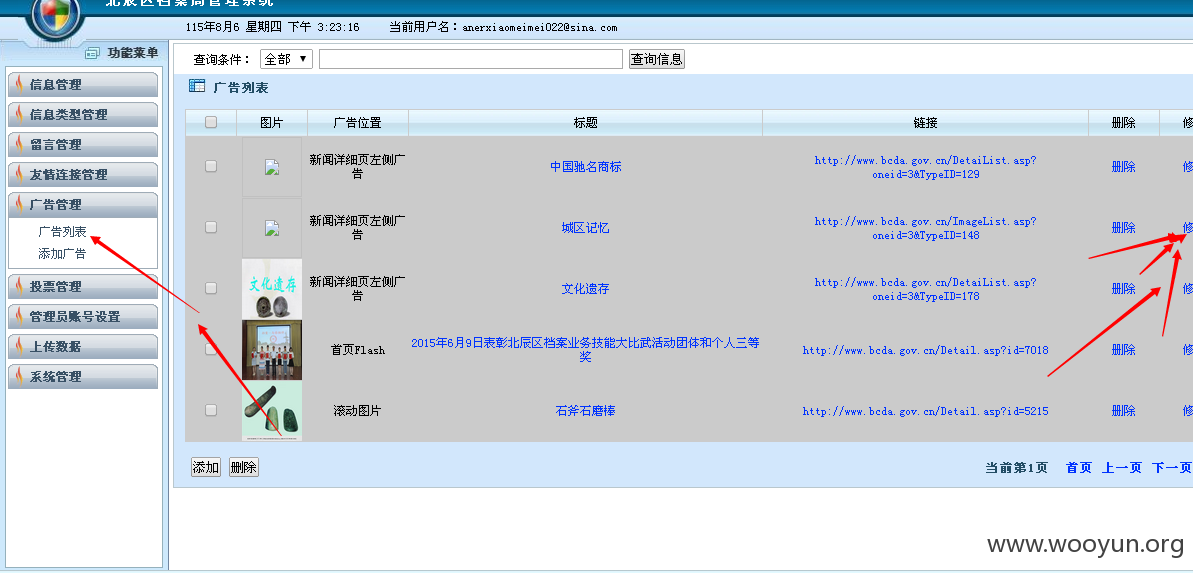 北辰区档案局管理系统
115年8月6 星期四 下午 3:23:16 当前用户名：anerxiaomeimei022@sina.com
功能菜单
信息管理
信息类型管理
留言管理
友情连接管理
广告管理
广告列表
添加广告
投票管理
管理员账号设置
上传数据
系统管理
查询条件： 全部 查询信息
广告列表
图片 广告位置 标题 链接 删除 修
新闻详细页左侧广
告
中国驰名商标
http://www.bcda.gov.cn/DetaiList.asp?
oneid=3&TypeID=129
删除 修
新闻详细页左侧广
告
城区记忆
http://www.bcda.gov.cn/ImageList.asp?
oneid=3&TypeID=148
删除 修
文化遗存
新闻详细页左侧广
告
文化遗存
http://www.bcda.gov.cn/DetaiList.asp?
oneid=3&TypeID=178
删除 修
首页Flash
2015年6月9日表彰北辰区档案业务技能大比武活动团体和个人三等
奖
http://www.bcda.gov.cn/Detail.asp?id=7018
删除 修
滚动图片
石斧石磨棒
http://www.bcda.gov.cn/Detail.asp?id=5215
删除 修
添加 删除
当前第1页 首页 上一页 下一页
www.wooyun.org